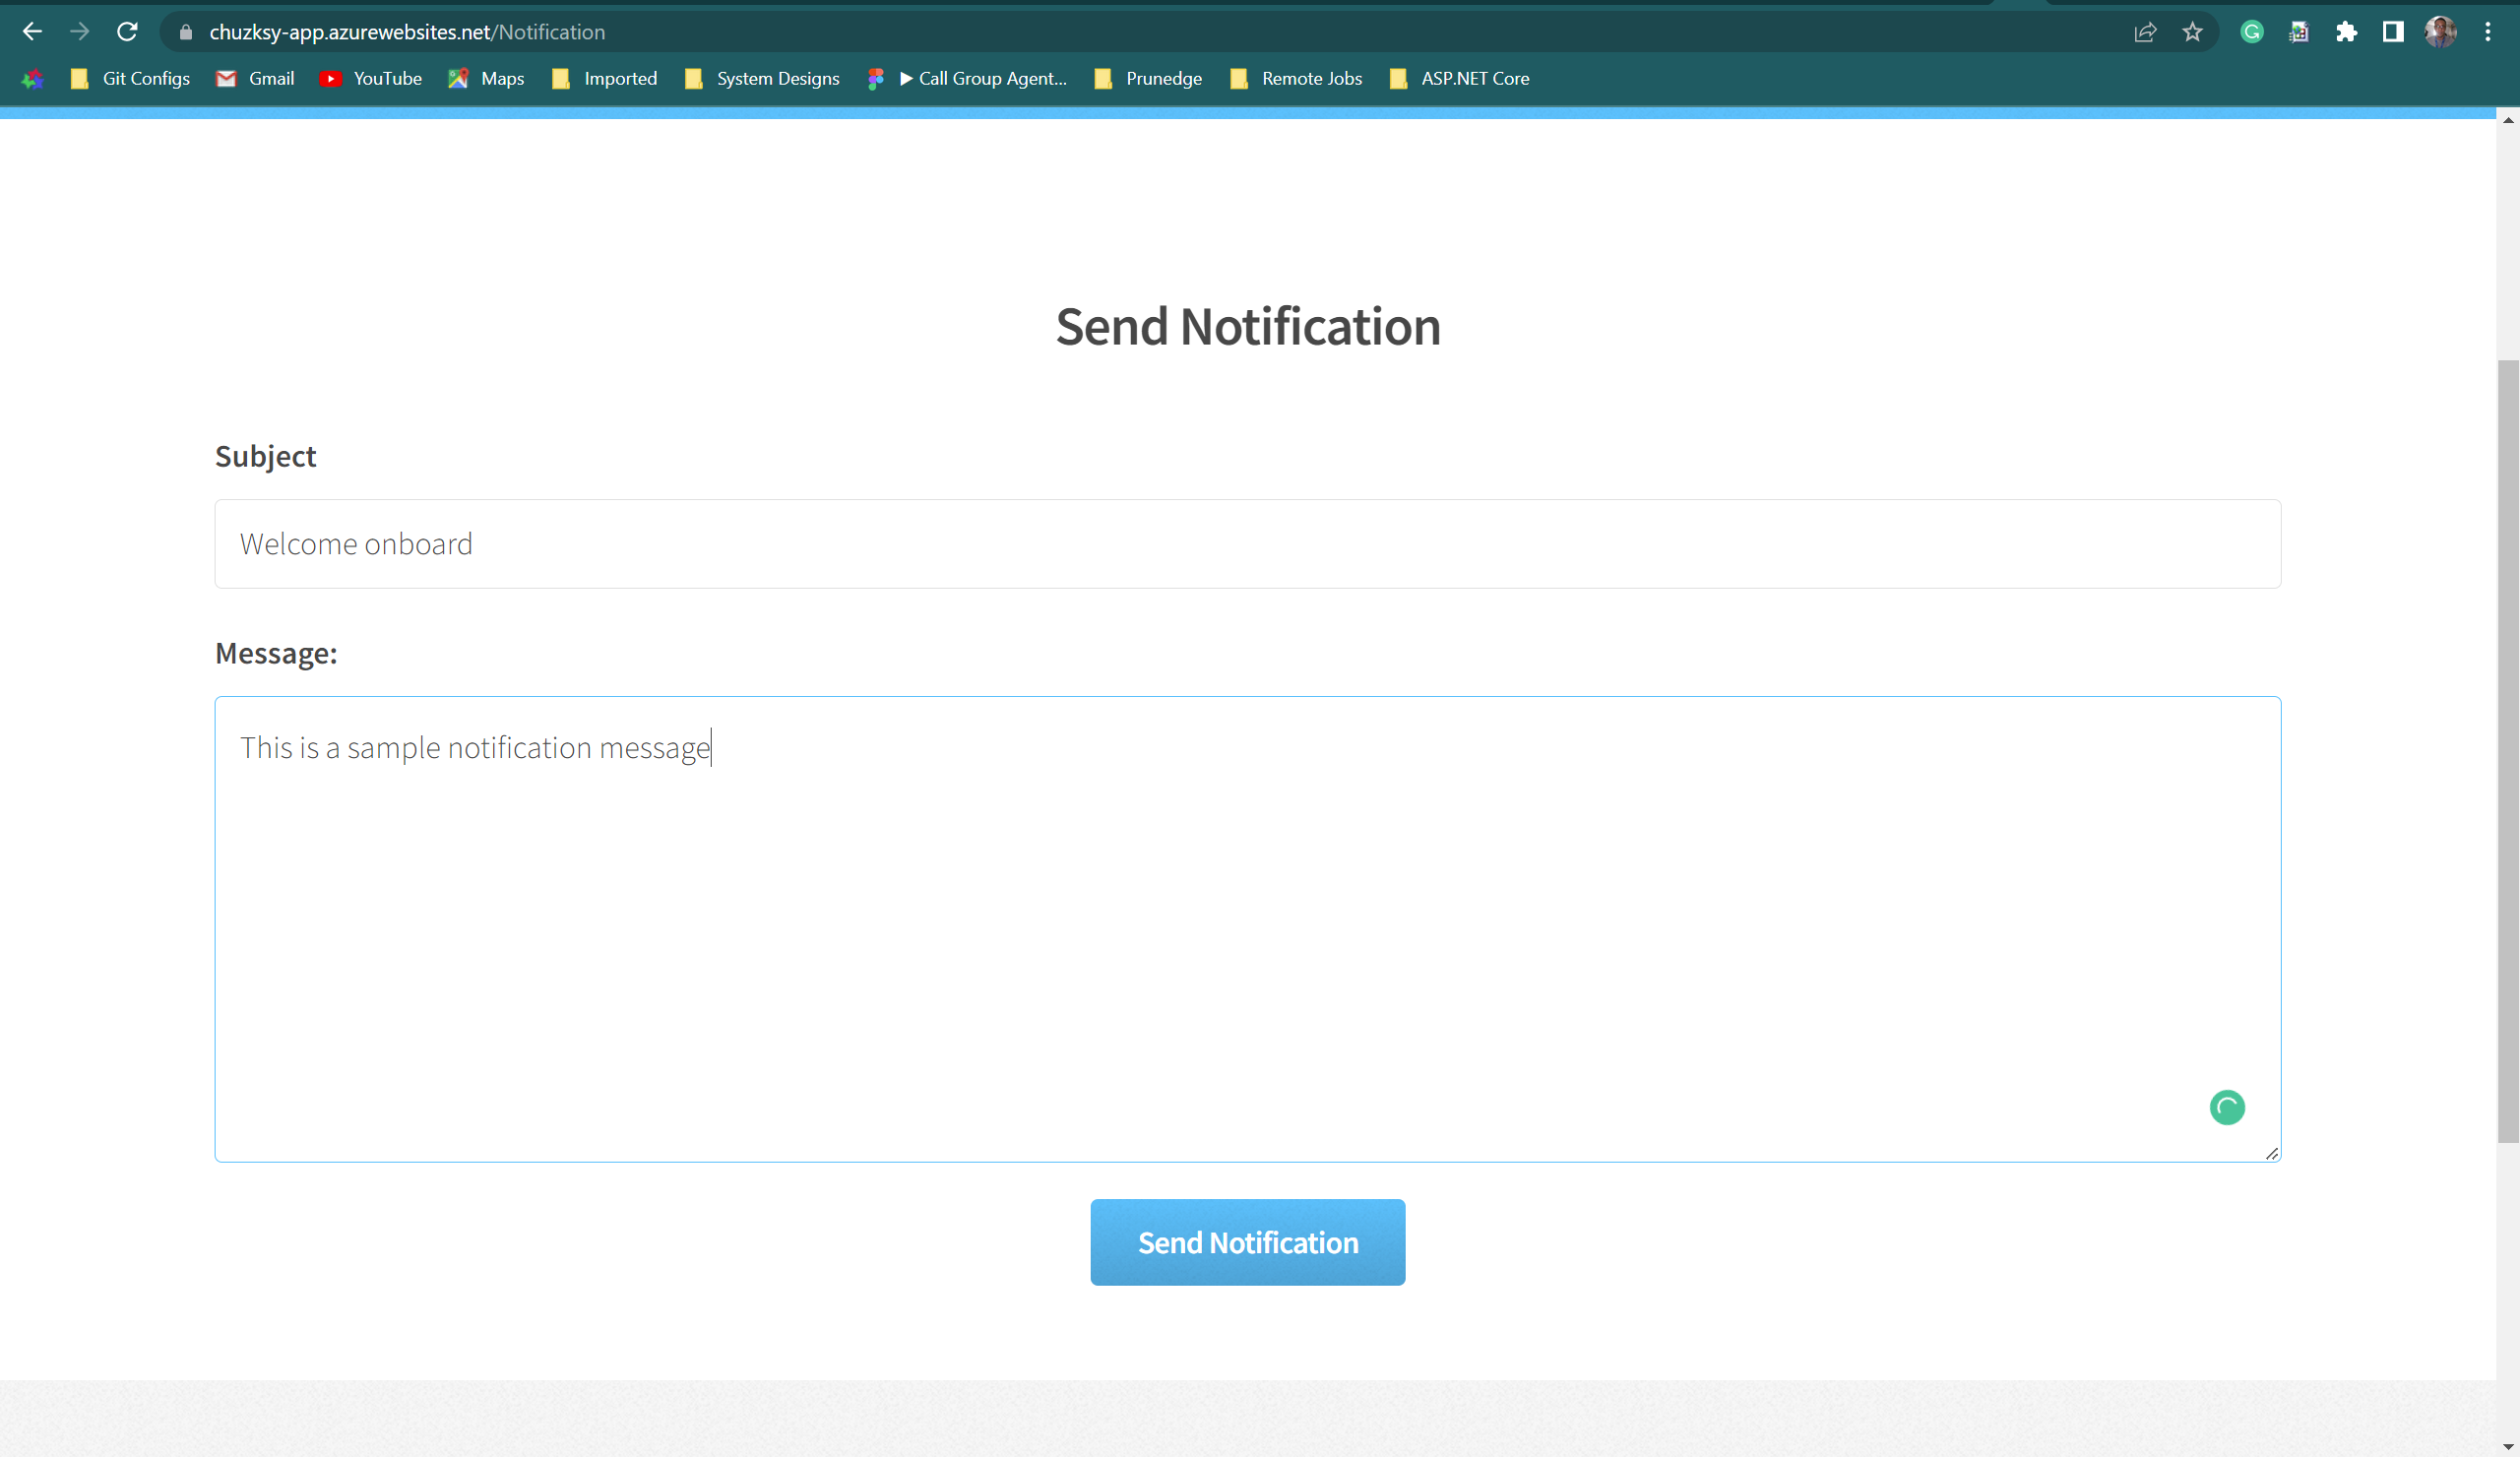 chuzksy-app.azurewebsites.net/Notification
Git Configs Gmail YouTube Maps Imported System Designs ▶ Call Group Agent... Prunedge Remote Jobs ASP.NET Core
Send Notification
Subject
Welcome onboard
Message:
This is a sample notification message
Send Notification